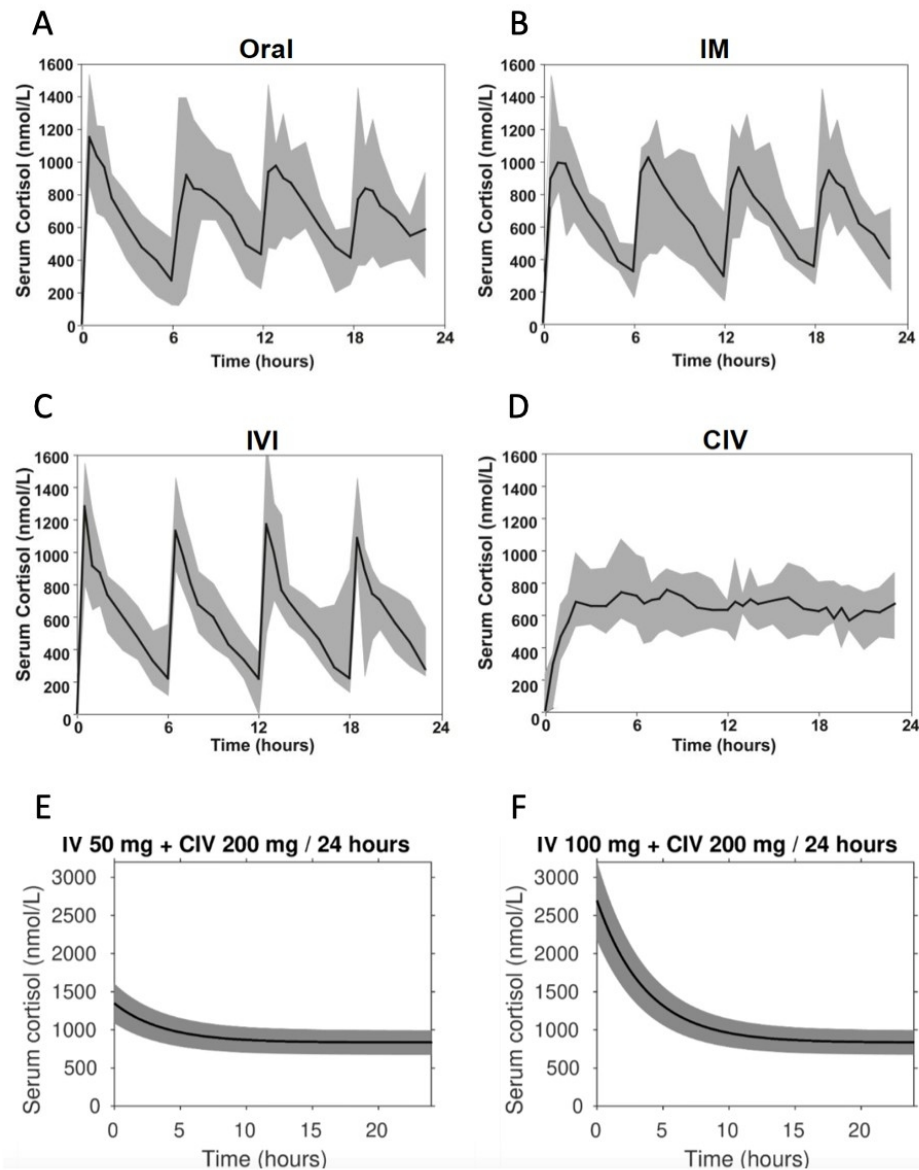 A
Oral
Serum Cortisol (nmol/L)
1600
1400
1200
1000
800
600
400
200
0
0 6 12 18 24
Time (hours)
B
IM
Serum Cortisol (nmol/L)
1600
1400
1200
1000
800
600
400
200
0
0 6 12 18 24
Time (hours)
C
IVI
Serum Cortisol (nmol/L)
1600
1400
1200
1000
800
600
400
200
0
0 6 12 18 24
Time (hours)
D
CIV
Serum Cortisol (nmol/L)
1600
1400
1200
1000
800
600
400
200
0
0 6 12 18 24
Time (hours)
E
IV 50 mg + CIV 200 mg / 24 hours
Serum cortisol (nmol/L)
3000
2500
2000
1500
1000
500
0
0 5 10 15 20
Time (hours)
F
IV 100 mg + CIV 200 mg / 24 hours
Serum cortisol (nmol/L)
3000
2500
2000
1500
1000
500
0
0 5 10 15 20
Time (hours)